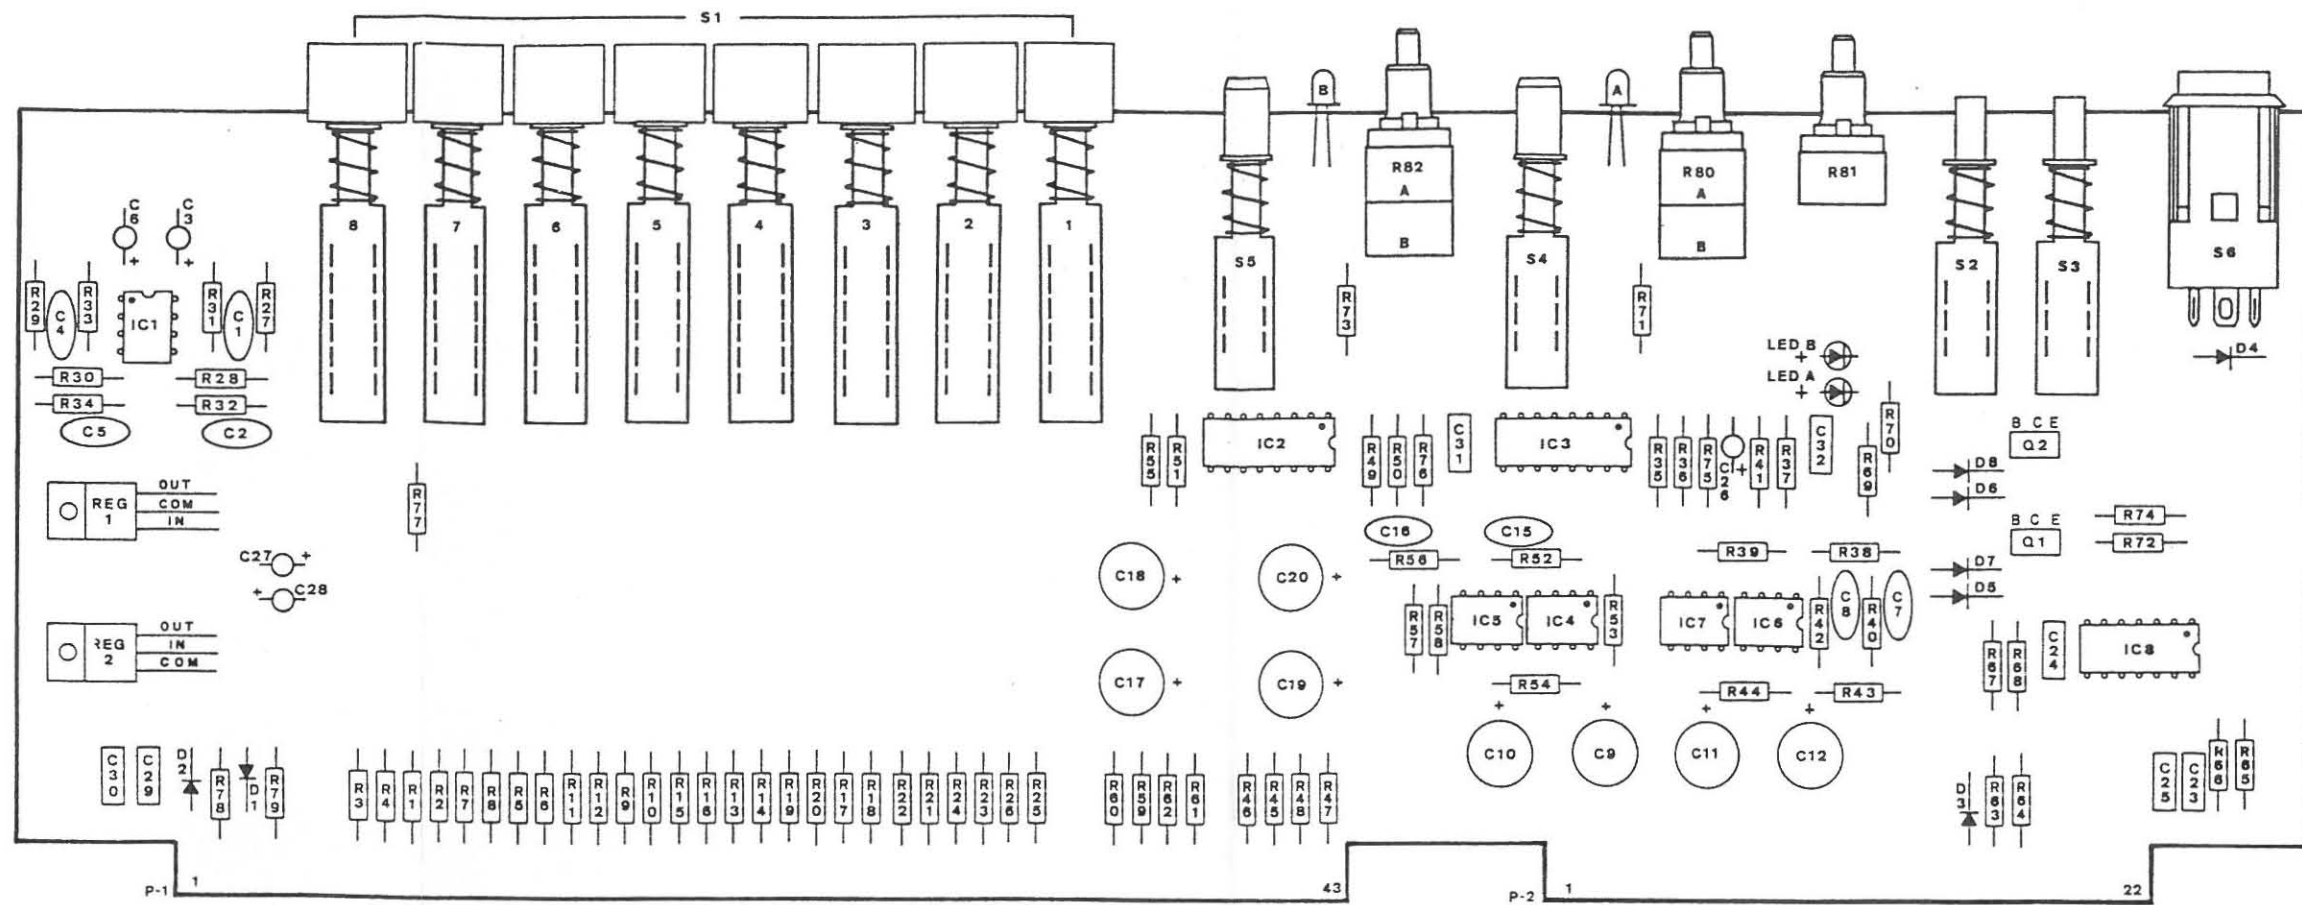 S1
B
A
R82
A
B
R80
A
B
R81
8
7
6
5
4
3
2
1
S5
S4
S2
S3
S6
C6
+
C3
+
R29
C4
R33
IC1
R31
C1
R27
R73
R71
LED B
+
LED A
+
D4
R30
R28
R34
R32
C5
C2
R55
R51
IC2
R49
R50
R76
C31
IC3
R35
R36
R75
C26
+
R41
R37
C32
R69
R70
B C E
Q2
D8
D6
REG 1
OUT
COM
IN
R77
C16
C15
B C E
Q1
R74
R72
C27
+
+
C28
C18
+
C20
+
R56
R52
R39
R38
D7
D5
R57
R58
IC5
IC4
R53
IC7
IC6
R42
C8
R40
C7
REG 2
OUT
IN
COM
R67
R68
C24
IC8
C17
+
C19
+
R54
R44
R43
+
+
+
+
C10
C9
C11
C12
C30
C29
D2
R78
D1
R79
R3
R4
R1
R2
R7
R8
R5
R6
R11
R12
R9
R10
R15
R16
R13
R14
R19
R20
R17
R18
R22
R21
R24
R23
R26
R25
R60
R59
R62
R61
R46
R45
R48
R47
D3
R63
R64
C25
C23
R66
R65
P-1
1
43
P-2
1
22